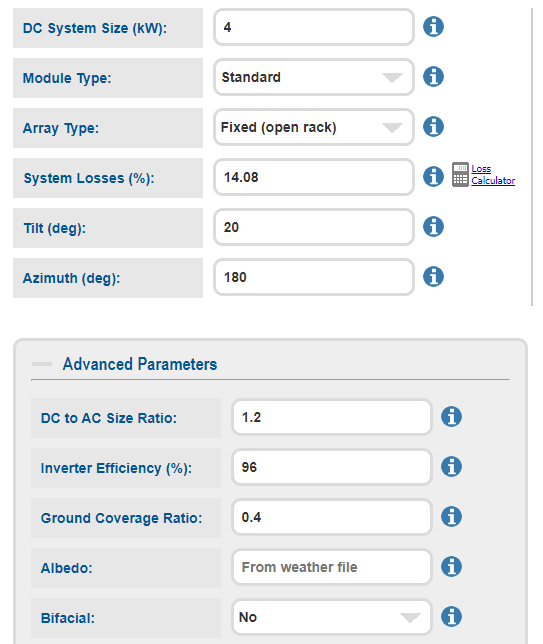 DC System Size (kW): 4
Module Type: Standard
Array Type: Fixed (open rack)
System Losses (%): 14.08 Loss
Calculator
Tilt (deg): 20
Azimuth (deg): 180
Advanced Parameters
DC to AC Size Ratio: 1.2
Inverter Efficiency (%): 96
Ground Coverage Ratio: 0.4
Albedo: From weather file
Bifacial: No